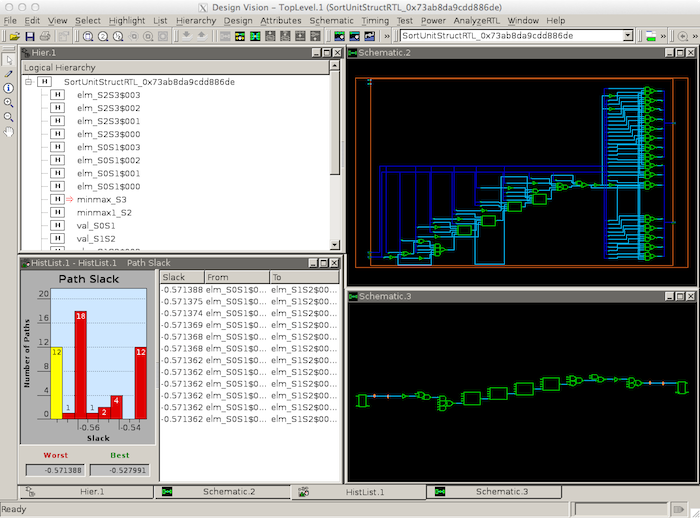 Design Vision - TopLevel.1 (SortUnitStructRTL_0x73ab8da9cdd886de)
File Edit View Select Highlight List Hierarchy Design Attributes Schematic Timing Test Power AnalyzeRTL Window Help
SortUnitStructRTL_0x73ab8da9cdd886de
Hier.1
Logical Hierarchy
SortUnitStructRTL_0x73ab8da9cdd886de
elm_S2S3$003
elm_S2S3$002
elm_S2S3$001
elm_S2S3$000
elm_S0S1$003
elm_S0S1$002
elm_S0S1$001
elm_S0S1$000
minmax_S3
minmax1_S2
val_S0S1
val_S1S2
Schematic.2
HistList.1 - HistList.1 Path Slack
Path Slack
Number of Paths
20
16
12
8
4
0
12 1 18 1 2 4 12
-0.56 -0.54
Slack
Worst Best
-0.571388 -0.527991
Slack From To
-0.571388 elm_S0S1$0... elm_S1S2$00...
-0.571375 elm_S0S1$0... elm_S1S2$00...
-0.571374 elm_S0S1$0... elm_S1S2$00...
-0.571369 elm_S0S1$0... elm_S1S2$00...
-0.571368 elm_S0S1$0... elm_S1S2$00...
-0.571368 elm_S0S1$0... elm_S1S2$00...
-0.571362 elm_S0S1$0... elm_S1S2$00...
-0.571362 elm_S0S1$0... elm_S1S2$00...
-0.571362 elm_S0S1$0... elm_S1S2$00...
-0.571362 elm_S0S1$0... elm_S1S2$00...
-0.571362 elm_S0S1$0... elm_S1S2$00...
-0.571362 elm_S0S1$0... elm_S1S2$00...
Schematic.3
Hier.1 Schematic.2 HistList.1 Schematic.3
Ready